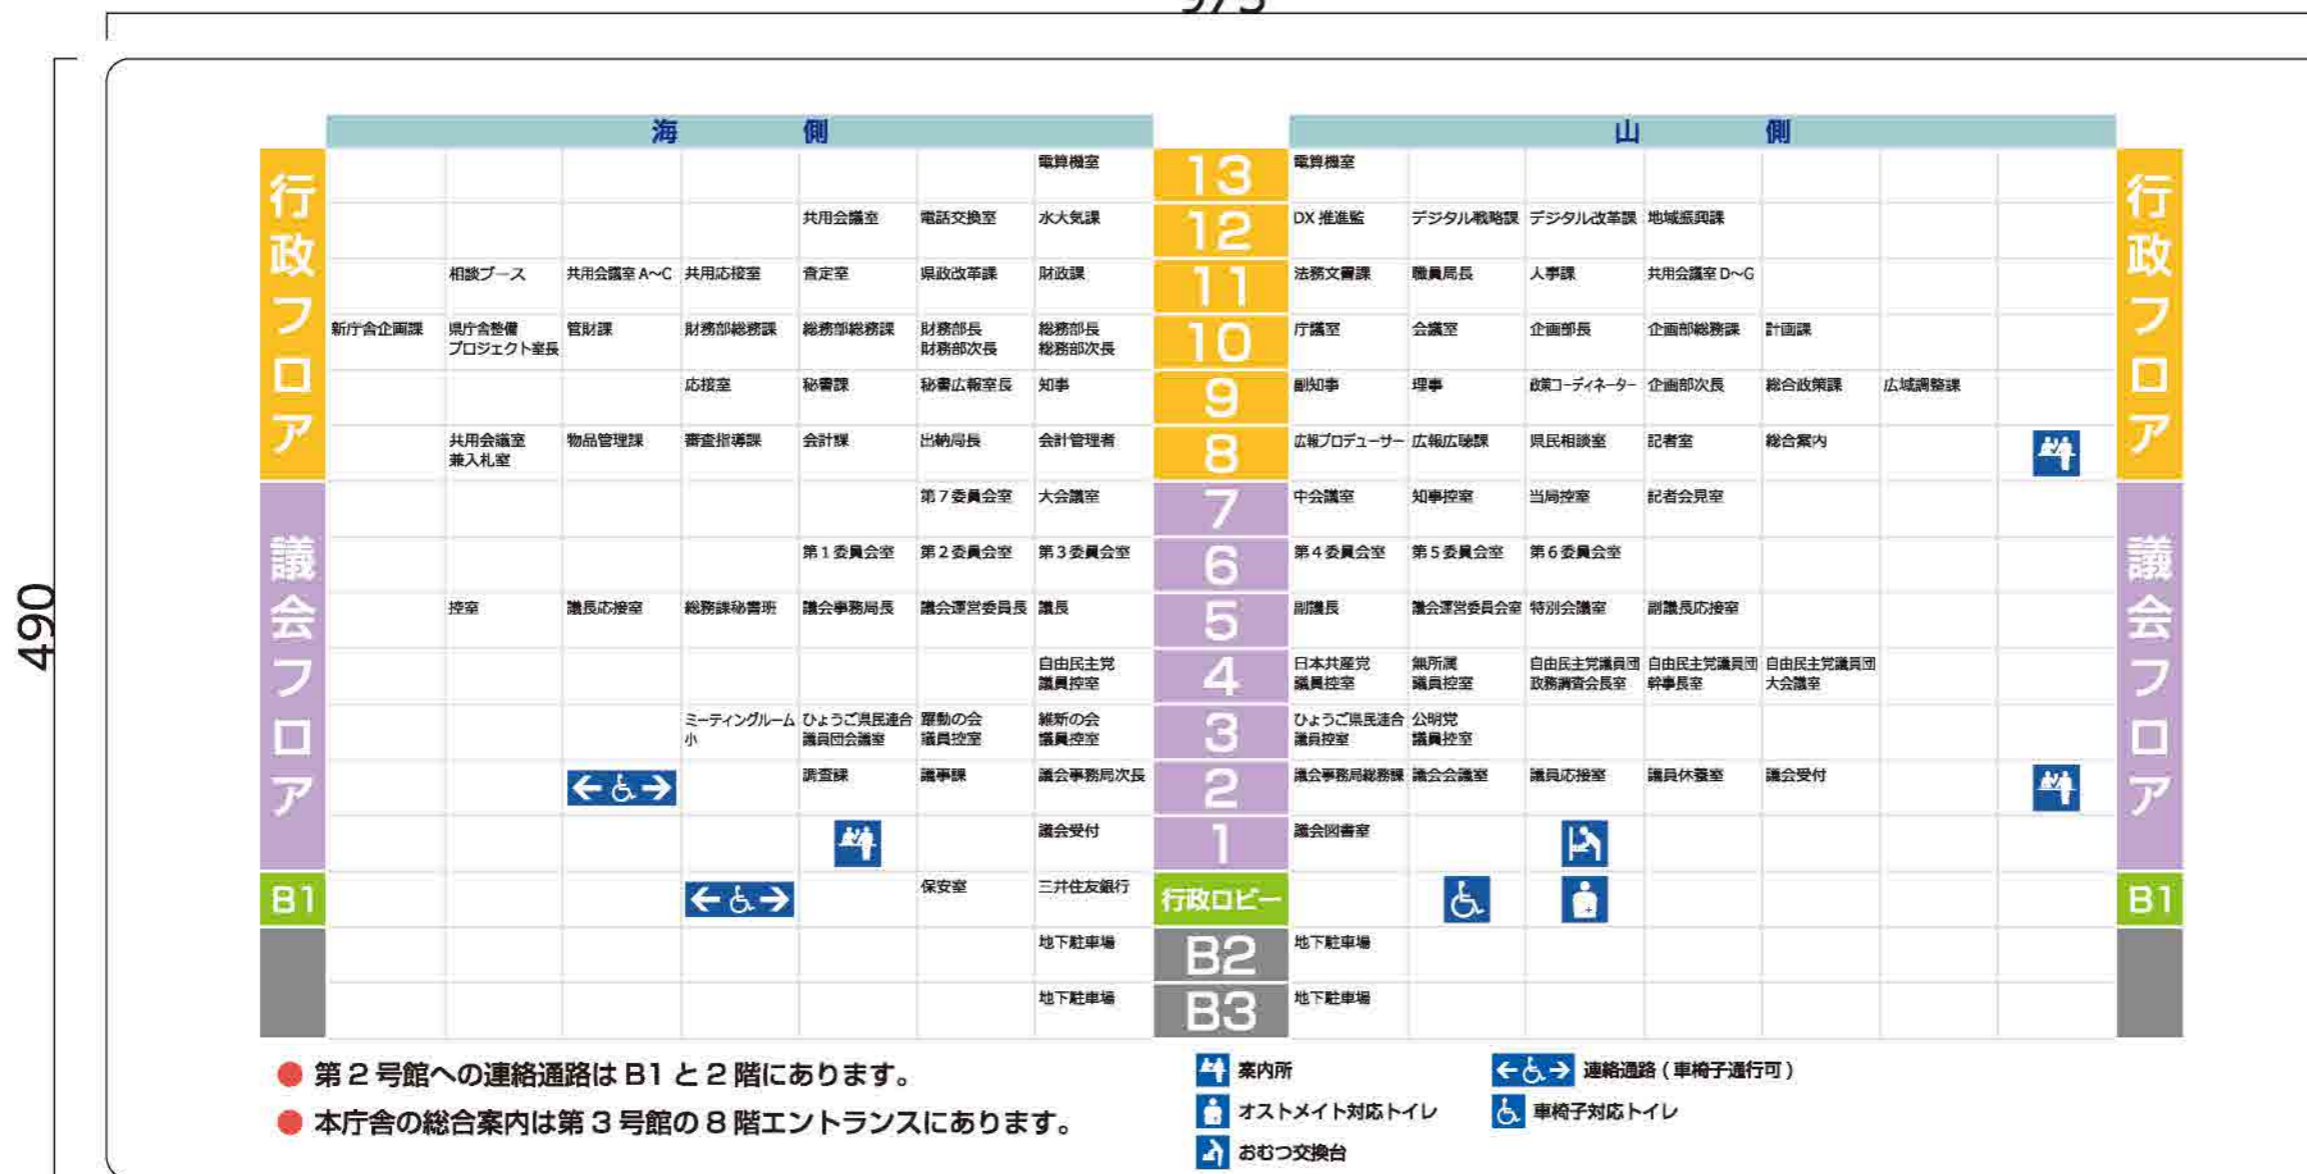 490
海側
山側
行政フロア
議会フロア
B1
電算機室 13 電算機室
共用会議室 電話交換室 水大気課 12 DX 推進監 デジタル戦略課 デジタル改革課 地域振興課
相談ブース 共用会議室 A〜C 共用応接室 査定室 県政改革課 財政課 11 法務文書課 職員局長 人事課 共用会議室 D〜G
新庁舎企画課 県庁舎整備プロジェクト室長 管財課 財務部総務課 総務部総務課 財務部長 財務部次長 総務部長 総務部次長 10 庁議室 会議室 企画部長 企画部総務課 計画課
応接室 秘書課 秘書広報室長 知事 9 副知事 理事 政策コーディネーター 企画部次長 総合政策課 広域調整課
共用会議室兼入札室 物品管理課 審査指導課 会計課 出納局長 会計管理者 8 広報プロデューサー 広報広聴課 県民相談室 記者室 総合案内
第7委員会室 大会議室 7 中会議室 知事控室 当局控室 記者会見室
第1委員会室 第2委員会室 第3委員会室 6 第4委員会室 第5委員会室 第6委員会室
控室 議長応接室 総務課秘書班 議会事務局長 議会運営委員長 議長 5 副議長 議会運営委員会室 特別会議室 副議長応接室
自由民主党議員控室 4 日本共産党議員控室 無所属議員控室 自由民主党議員団政務調査会長室 自由民主党議員団幹事長室 自由民主党議員団大会議室
ミーティングルーム小 ひょうご県民連合議員団会議室 躍動の会議員控室 維新の会議員控室 3 ひょうご県民連合議員控室 公明党議員控室
調査課 議事課 議会事務局次長 2 議会事務局総務課 議会会議室 議員応接室 議員休養室 議会受付
議会受付 1 議会図書室
保安室 三井住友銀行 行政ロビー
地下駐車場 B2 地下駐車場
地下駐車場 B3 地下駐車場
行政フロア
議会フロア
B1
● 第2号館への連絡通路はB1と2階にあります。
● 本庁舎の総合案内は第3号館の8階エントランスにあります。
案内所
オストメイト対応トイレ
おむつ交換台
連絡通路 ( 車椅子通行可 )
車椅子対応トイレ